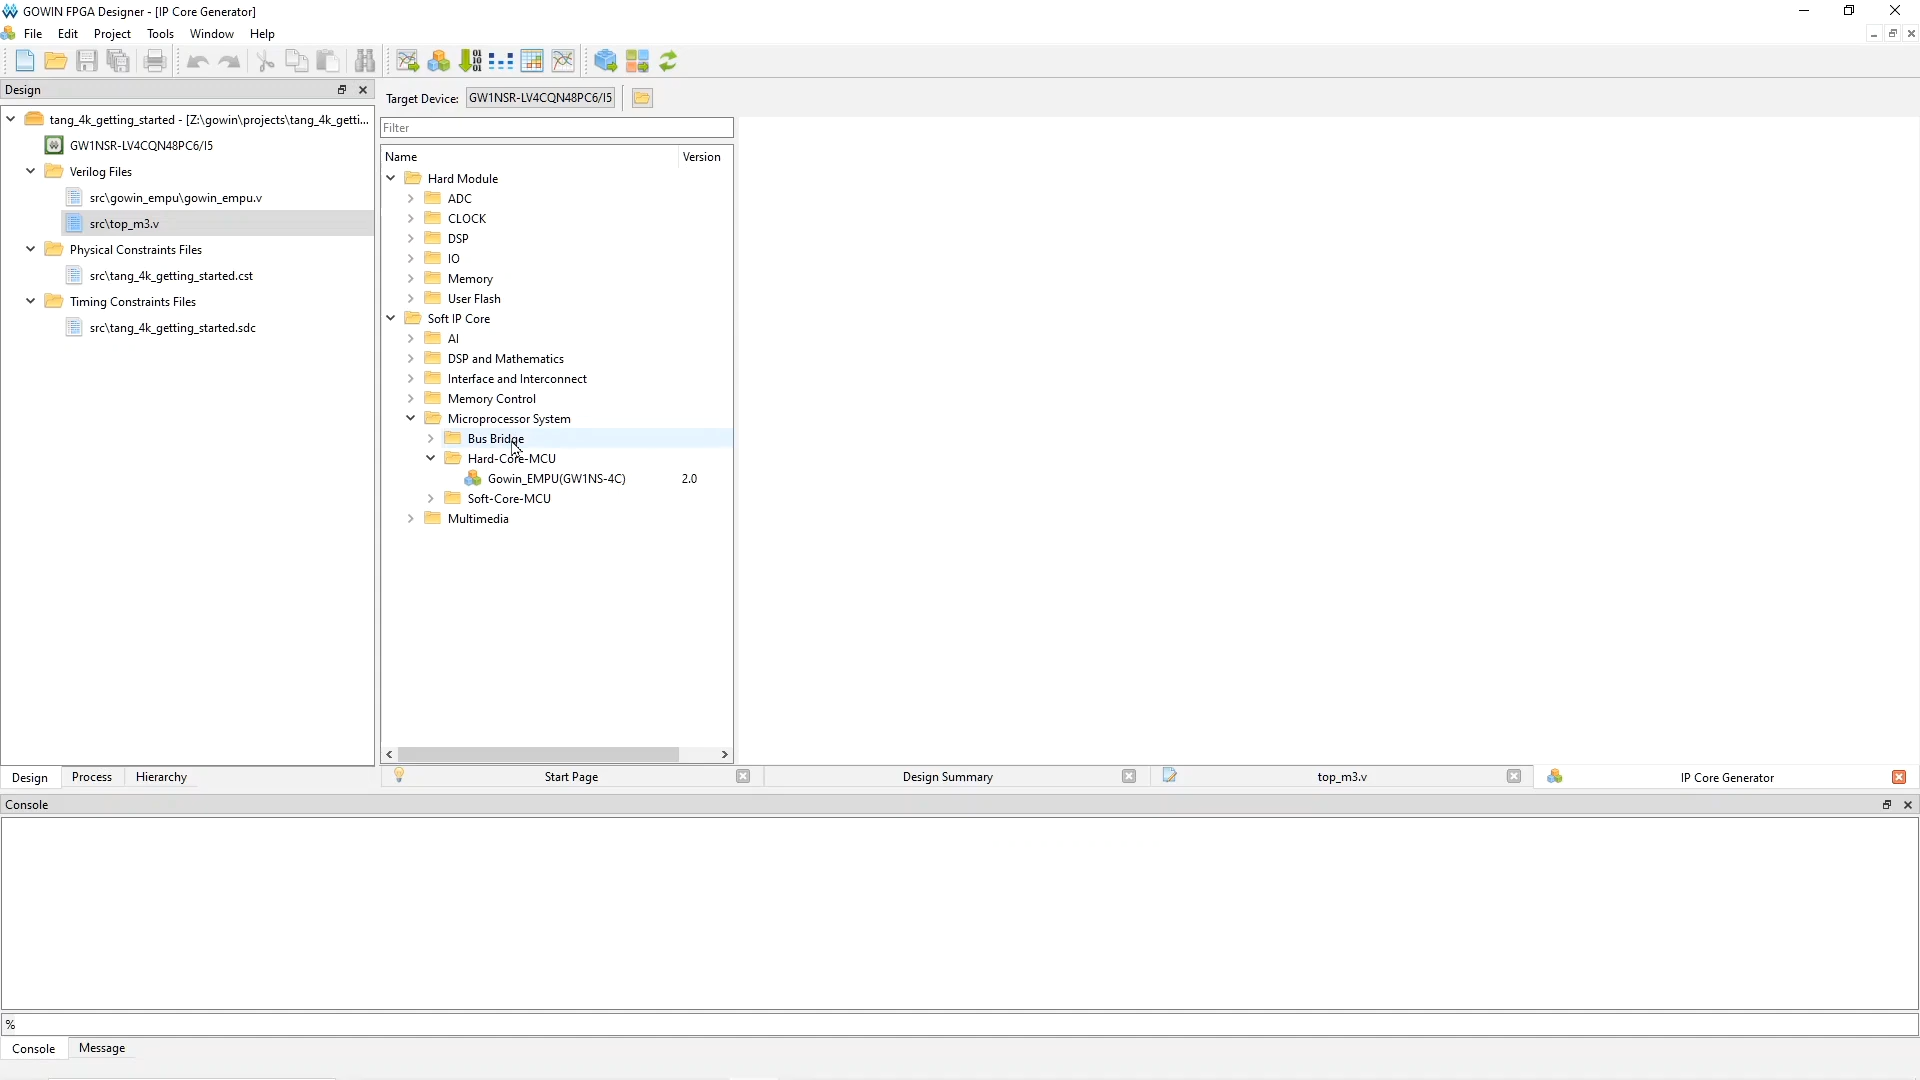 GOWIN FPGA Designer - [IP Core Generator]
File Edit Project Tools Window Help
Design
Target Device: GW1NSR-LV4CQN48PC6/I5
tang_4k_getting_started - [Z:\gowin\projects\tang_4k_getti...
GW1NSR-LV4CQN48PC6/I5
Verilog Files
src\gowin_empu\gowin_empu.v
src\top_m3.v
Physical Constraints Files
src\tang_4k_getting_started.cst
Timing Constraints Files
src\tang_4k_getting_started.sdc
Filter
Name Version
Hard Module
ADC
CLOCK
DSP
IO
Memory
User Flash
Soft IP Core
AI
DSP and Mathematics
Interface and Interconnect
Memory Control
Microprocessor System
Bus Bridge
Hard-Core-MCU
Gowin_EMPU(GW1NS-4C) 2.0
Soft-Core-MCU
Multimedia
Design Process Hierarchy
Start Page Design Summary top_m3.v IP Core Generator
Console
%
Console Message